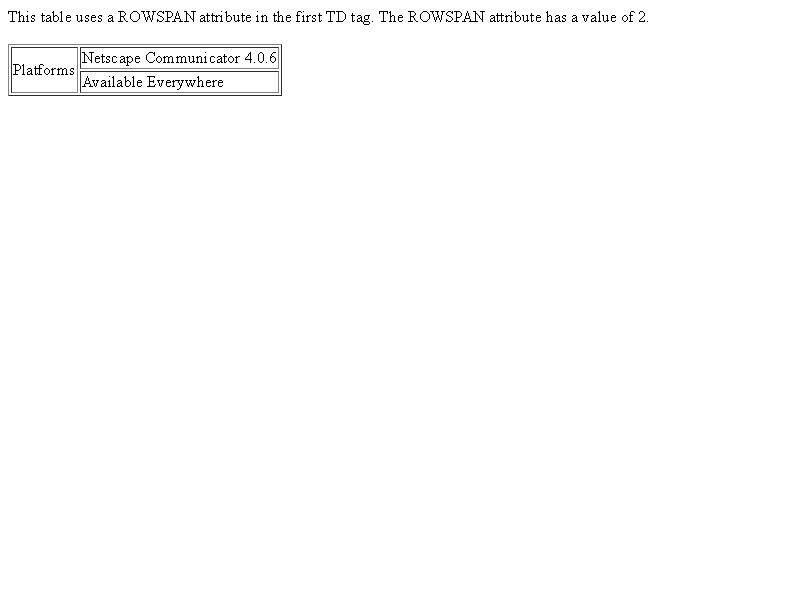 This table uses a ROWSPAN attribute in the first TD tag. The ROWSPAN attribute has a value of 2.
Platforms
Netscape Communicator 4.0.6
Available Everywhere